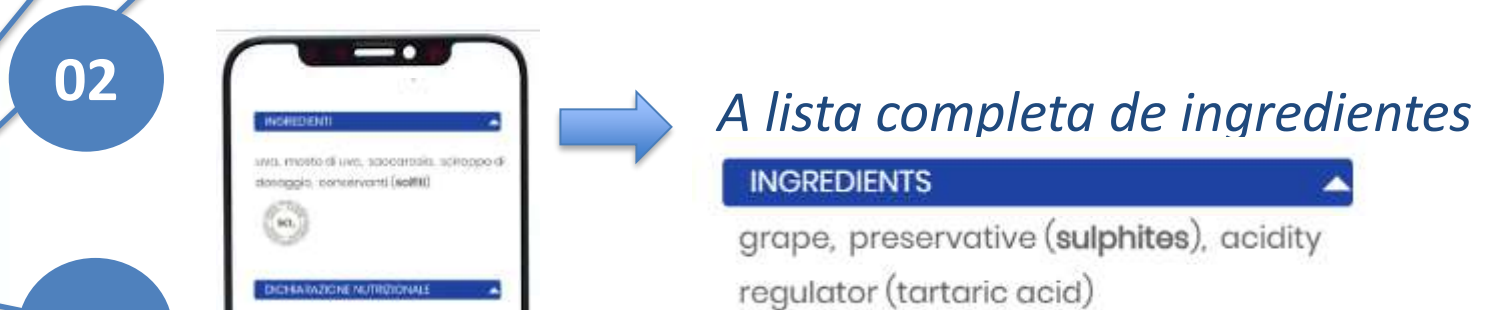 02
INGREDIENTI
uva, mosto di uva, saccarosio, sciroppo di
dosaggio, conservanti (solfiti)
SO₂
DICHIARAZIONE NUTRIZIONALE
A lista completa de ingredientes
INGREDIENTS
grape, preservative (sulphites), acidity
regulator (tartaric acid)